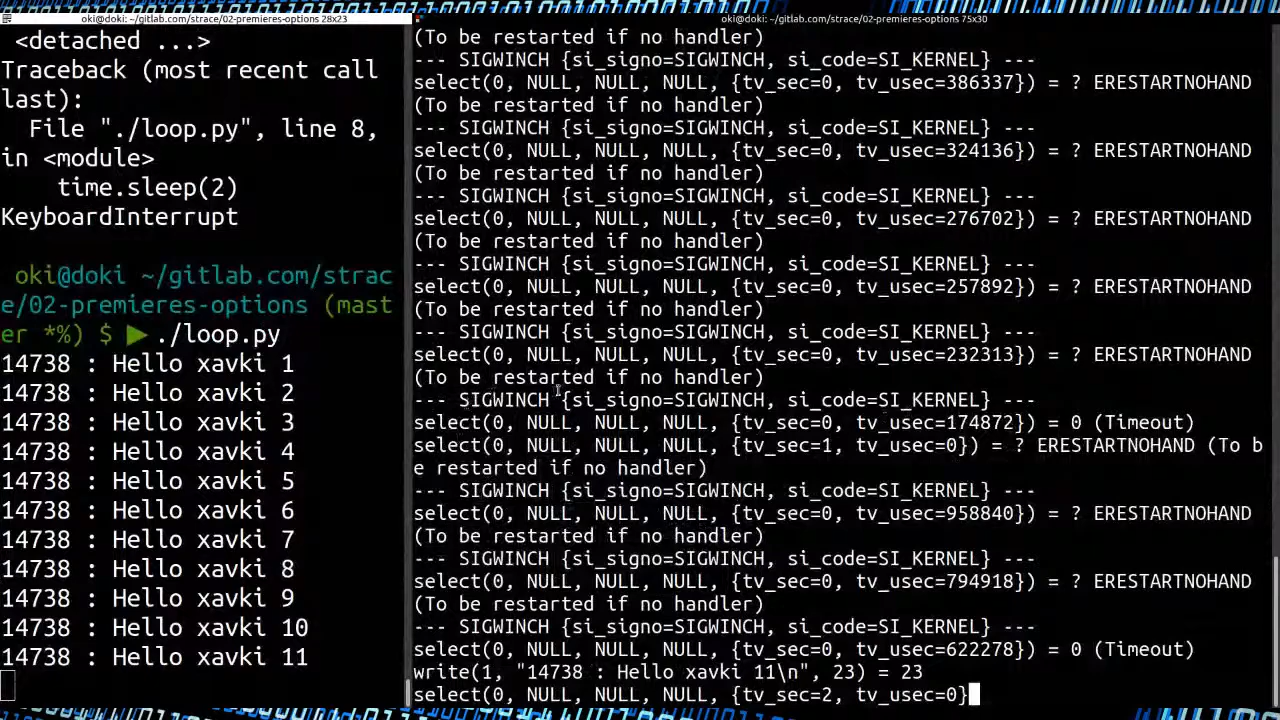 oki@doki: ~/gitlab.com/strace/02-premieres-options 28x23
<detached ...>
Traceback (most recent call
last):
  File "./loop.py", line 8,
in <module>
    time.sleep(2)
KeyboardInterrupt
oki@doki ~/gitlab.com/strac
e/02-premieres-options (mast
er *%) $ ▶ ./loop.py
14738 : Hello xavki 1
14738 : Hello xavki 2
14738 : Hello xavki 3
14738 : Hello xavki 4
14738 : Hello xavki 5
14738 : Hello xavki 6
14738 : Hello xavki 7
14738 : Hello xavki 8
14738 : Hello xavki 9
14738 : Hello xavki 10
14738 : Hello xavki 11
oki@doki: ~/gitlab.com/strace/02-premieres-options 75x30
(To be restarted if no handler)
--- SIGWINCH {si_signo=SIGWINCH, si_code=SI_KERNEL} ---
select(0, NULL, NULL, NULL, {tv_sec=0, tv_usec=386337}) = ? ERESTARTNOHAND
(To be restarted if no handler)
--- SIGWINCH {si_signo=SIGWINCH, si_code=SI_KERNEL} ---
select(0, NULL, NULL, NULL, {tv_sec=0, tv_usec=324136}) = ? ERESTARTNOHAND
(To be restarted if no handler)
--- SIGWINCH {si_signo=SIGWINCH, si_code=SI_KERNEL} ---
select(0, NULL, NULL, NULL, {tv_sec=0, tv_usec=276702}) = ? ERESTARTNOHAND
(To be restarted if no handler)
--- SIGWINCH {si_signo=SIGWINCH, si_code=SI_KERNEL} ---
select(0, NULL, NULL, NULL, {tv_sec=0, tv_usec=257892}) = ? ERESTARTNOHAND
(To be restarted if no handler)
--- SIGWINCH {si_signo=SIGWINCH, si_code=SI_KERNEL} ---
select(0, NULL, NULL, NULL, {tv_sec=0, tv_usec=232313}) = ? ERESTARTNOHAND
(To be restarted if no handler)
--- SIGWINCH {si_signo=SIGWINCH, si_code=SI_KERNEL} ---
select(0, NULL, NULL, NULL, {tv_sec=0, tv_usec=174872}) = 0 (Timeout)
select(0, NULL, NULL, NULL, {tv_sec=1, tv_usec=0}) = ? ERESTARTNOHAND (To b
e restarted if no handler)
--- SIGWINCH {si_signo=SIGWINCH, si_code=SI_KERNEL} ---
select(0, NULL, NULL, NULL, {tv_sec=0, tv_usec=958840}) = ? ERESTARTNOHAND
(To be restarted if no handler)
--- SIGWINCH {si_signo=SIGWINCH, si_code=SI_KERNEL} ---
select(0, NULL, NULL, NULL, {tv_sec=0, tv_usec=794918}) = ? ERESTARTNOHAND
(To be restarted if no handler)
--- SIGWINCH {si_signo=SIGWINCH, si_code=SI_KERNEL} ---
select(0, NULL, NULL, NULL, {tv_sec=0, tv_usec=622278}) = 0 (Timeout)
write(1, "14738 : Hello xavki 11\n", 23) = 23
select(0, NULL, NULL, NULL, {tv_sec=2, tv_usec=0}